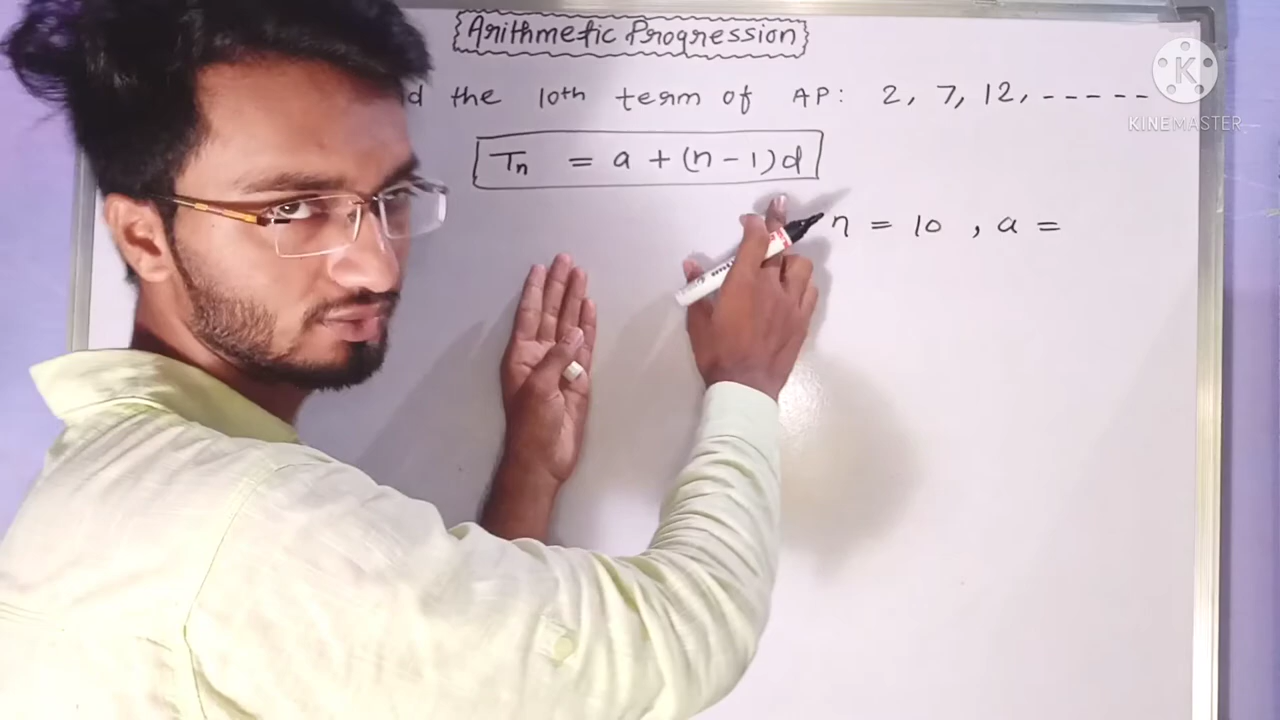 Arithmetic Progression
d the 10th term of AP: 2, 7, 12, -----
Tn = a + (n - 1)d
n = 10 , a =
K
KINEMASTER